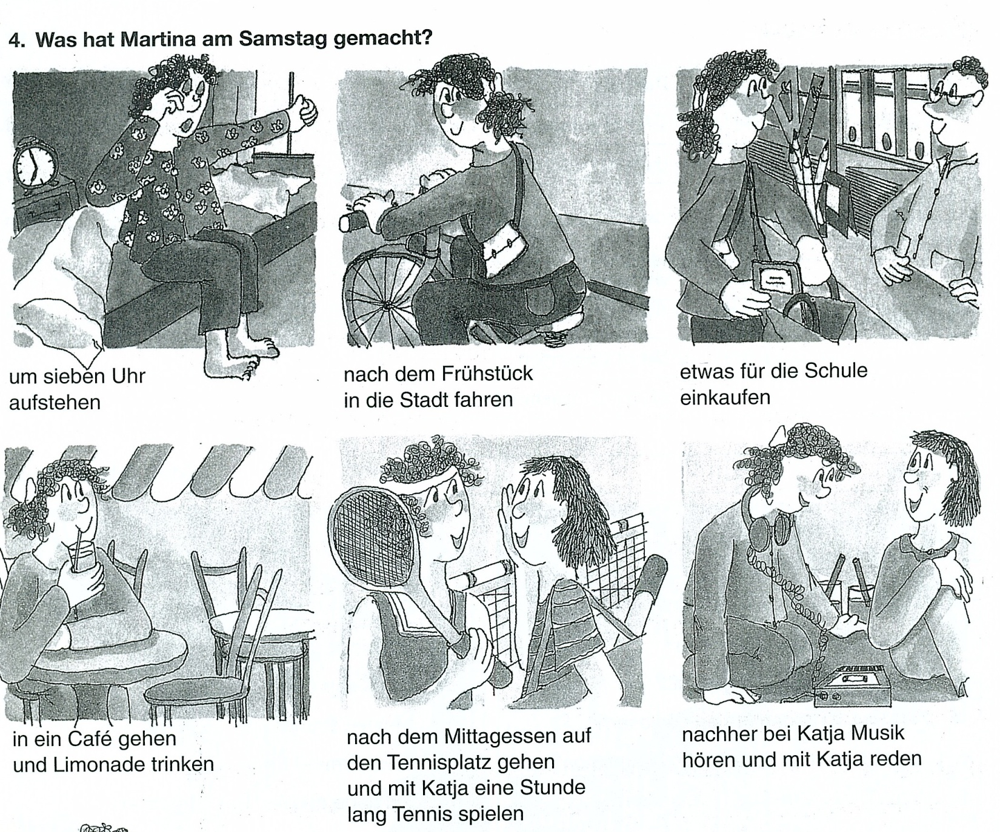 4. Was hat Martina am Samstag gemacht?
um sieben Uhr
aufstehen
nach dem Frühstück
in die Stadt fahren
etwas für die Schule
einkaufen
in ein Café gehen
und Limonade trinken
nach dem Mittagessen auf
den Tennisplatz gehen
und mit Katja eine Stunde
lang Tennis spielen
nachher bei Katja Musik
hören und mit Katja reden